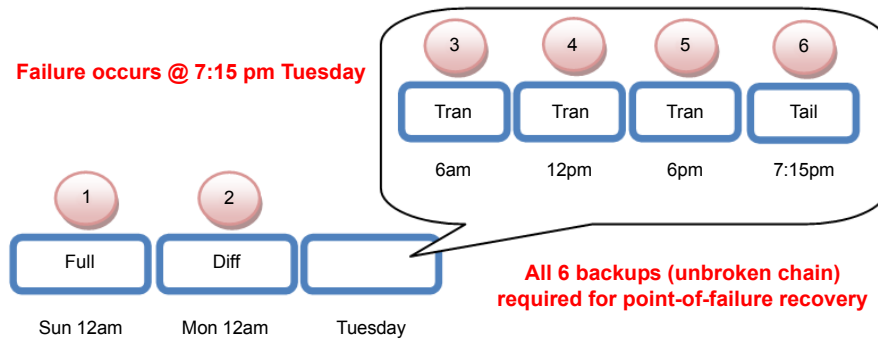 3 4 5 6
Failure occurs @ 7:15 pm Tuesday
Tran Tran Tran Tail
6am 12pm 6pm 7:15pm
1 2
Full Diff
All 6 backups (unbroken chain)
required for point-of-failure recovery
Sun 12am Mon 12am Tuesday